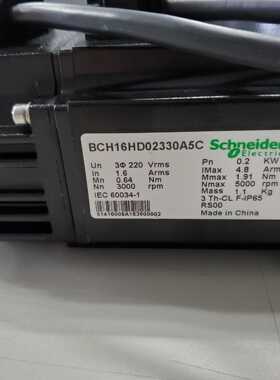 BCH16HD02330A5C
Schneider
Electric
Un 3Φ 220 Vrms Pn 0.2 KW
In 1.6 Arms IMax 4.8 Arm
Mn 0.64 Nm Mmax 1.91 Nm
Nn 3000 rpm Nmax 5000 rpm
IEC 60034-1 Mass 1.1 Kg
3 Th-CL F-IP65
RS00
Made in China